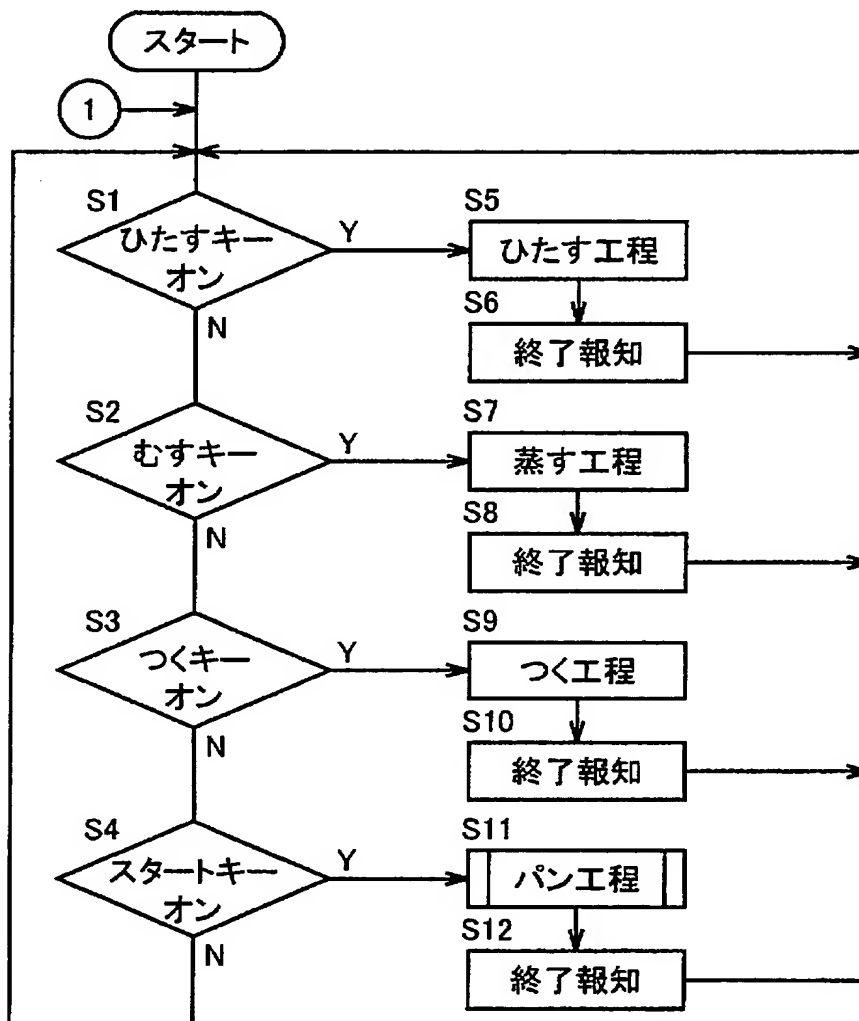 スタート
1
S1
ひたすキー
オン
Y
N
S5
ひたす工程
S6
終了報知
S2
むすキー
オン
Y
N
S7
蒸す工程
S8
終了報知
S3
つくキー
オン
Y
N
S9
つく工程
S10
終了報知
S4
スタートキー
オン
Y
N
S11
パン工程
S12
終了報知